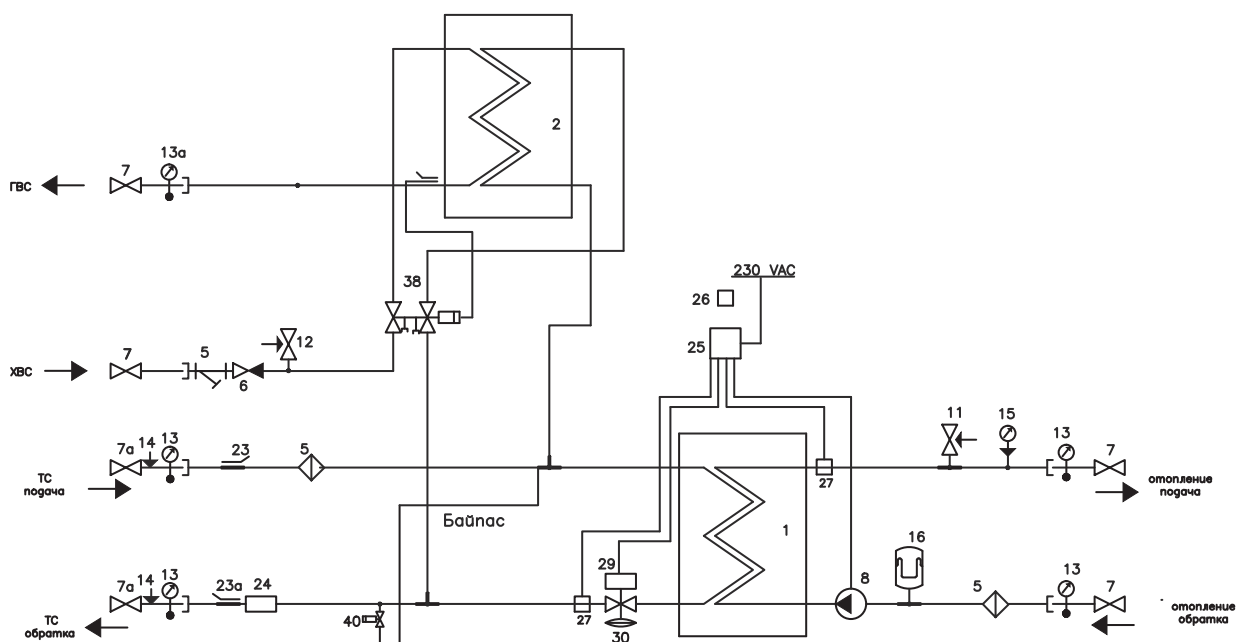 2
13а
7
ГВС
38
230 VAC
26
12
7
5
25
ХВС
6
11
15
13
7
13
14
7а
23
5
27
ТС
подача
отопление
подача
Байпас
1
16
29
8
13
7
5
13
14
7а
23а
24
40
27
30
ТС
обратка
отопление
обратка